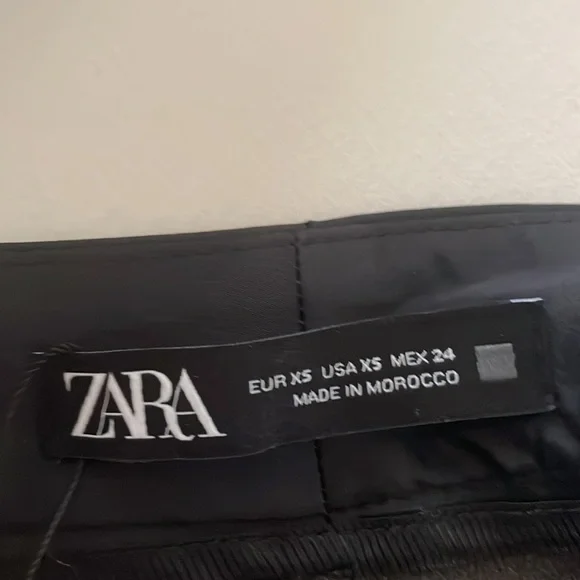 ZARA
EUR XS USA XS MEX 24
MADE IN MOROCCO